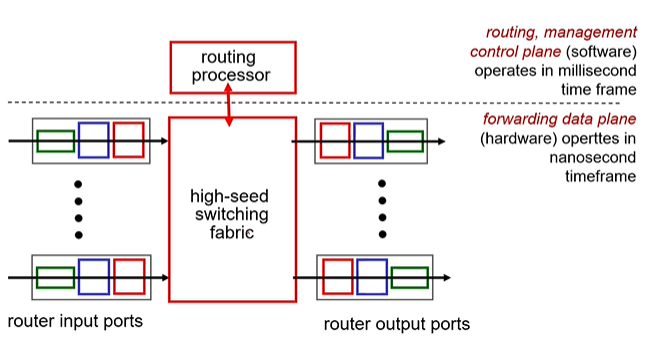 routing, management
control plane (software)
operates in millisecond
time frame
routing
processor
forwarding data plane
(hardware) operttes in
nanosecond
timeframe
high-seed
switching
fabric
router input ports
router output ports